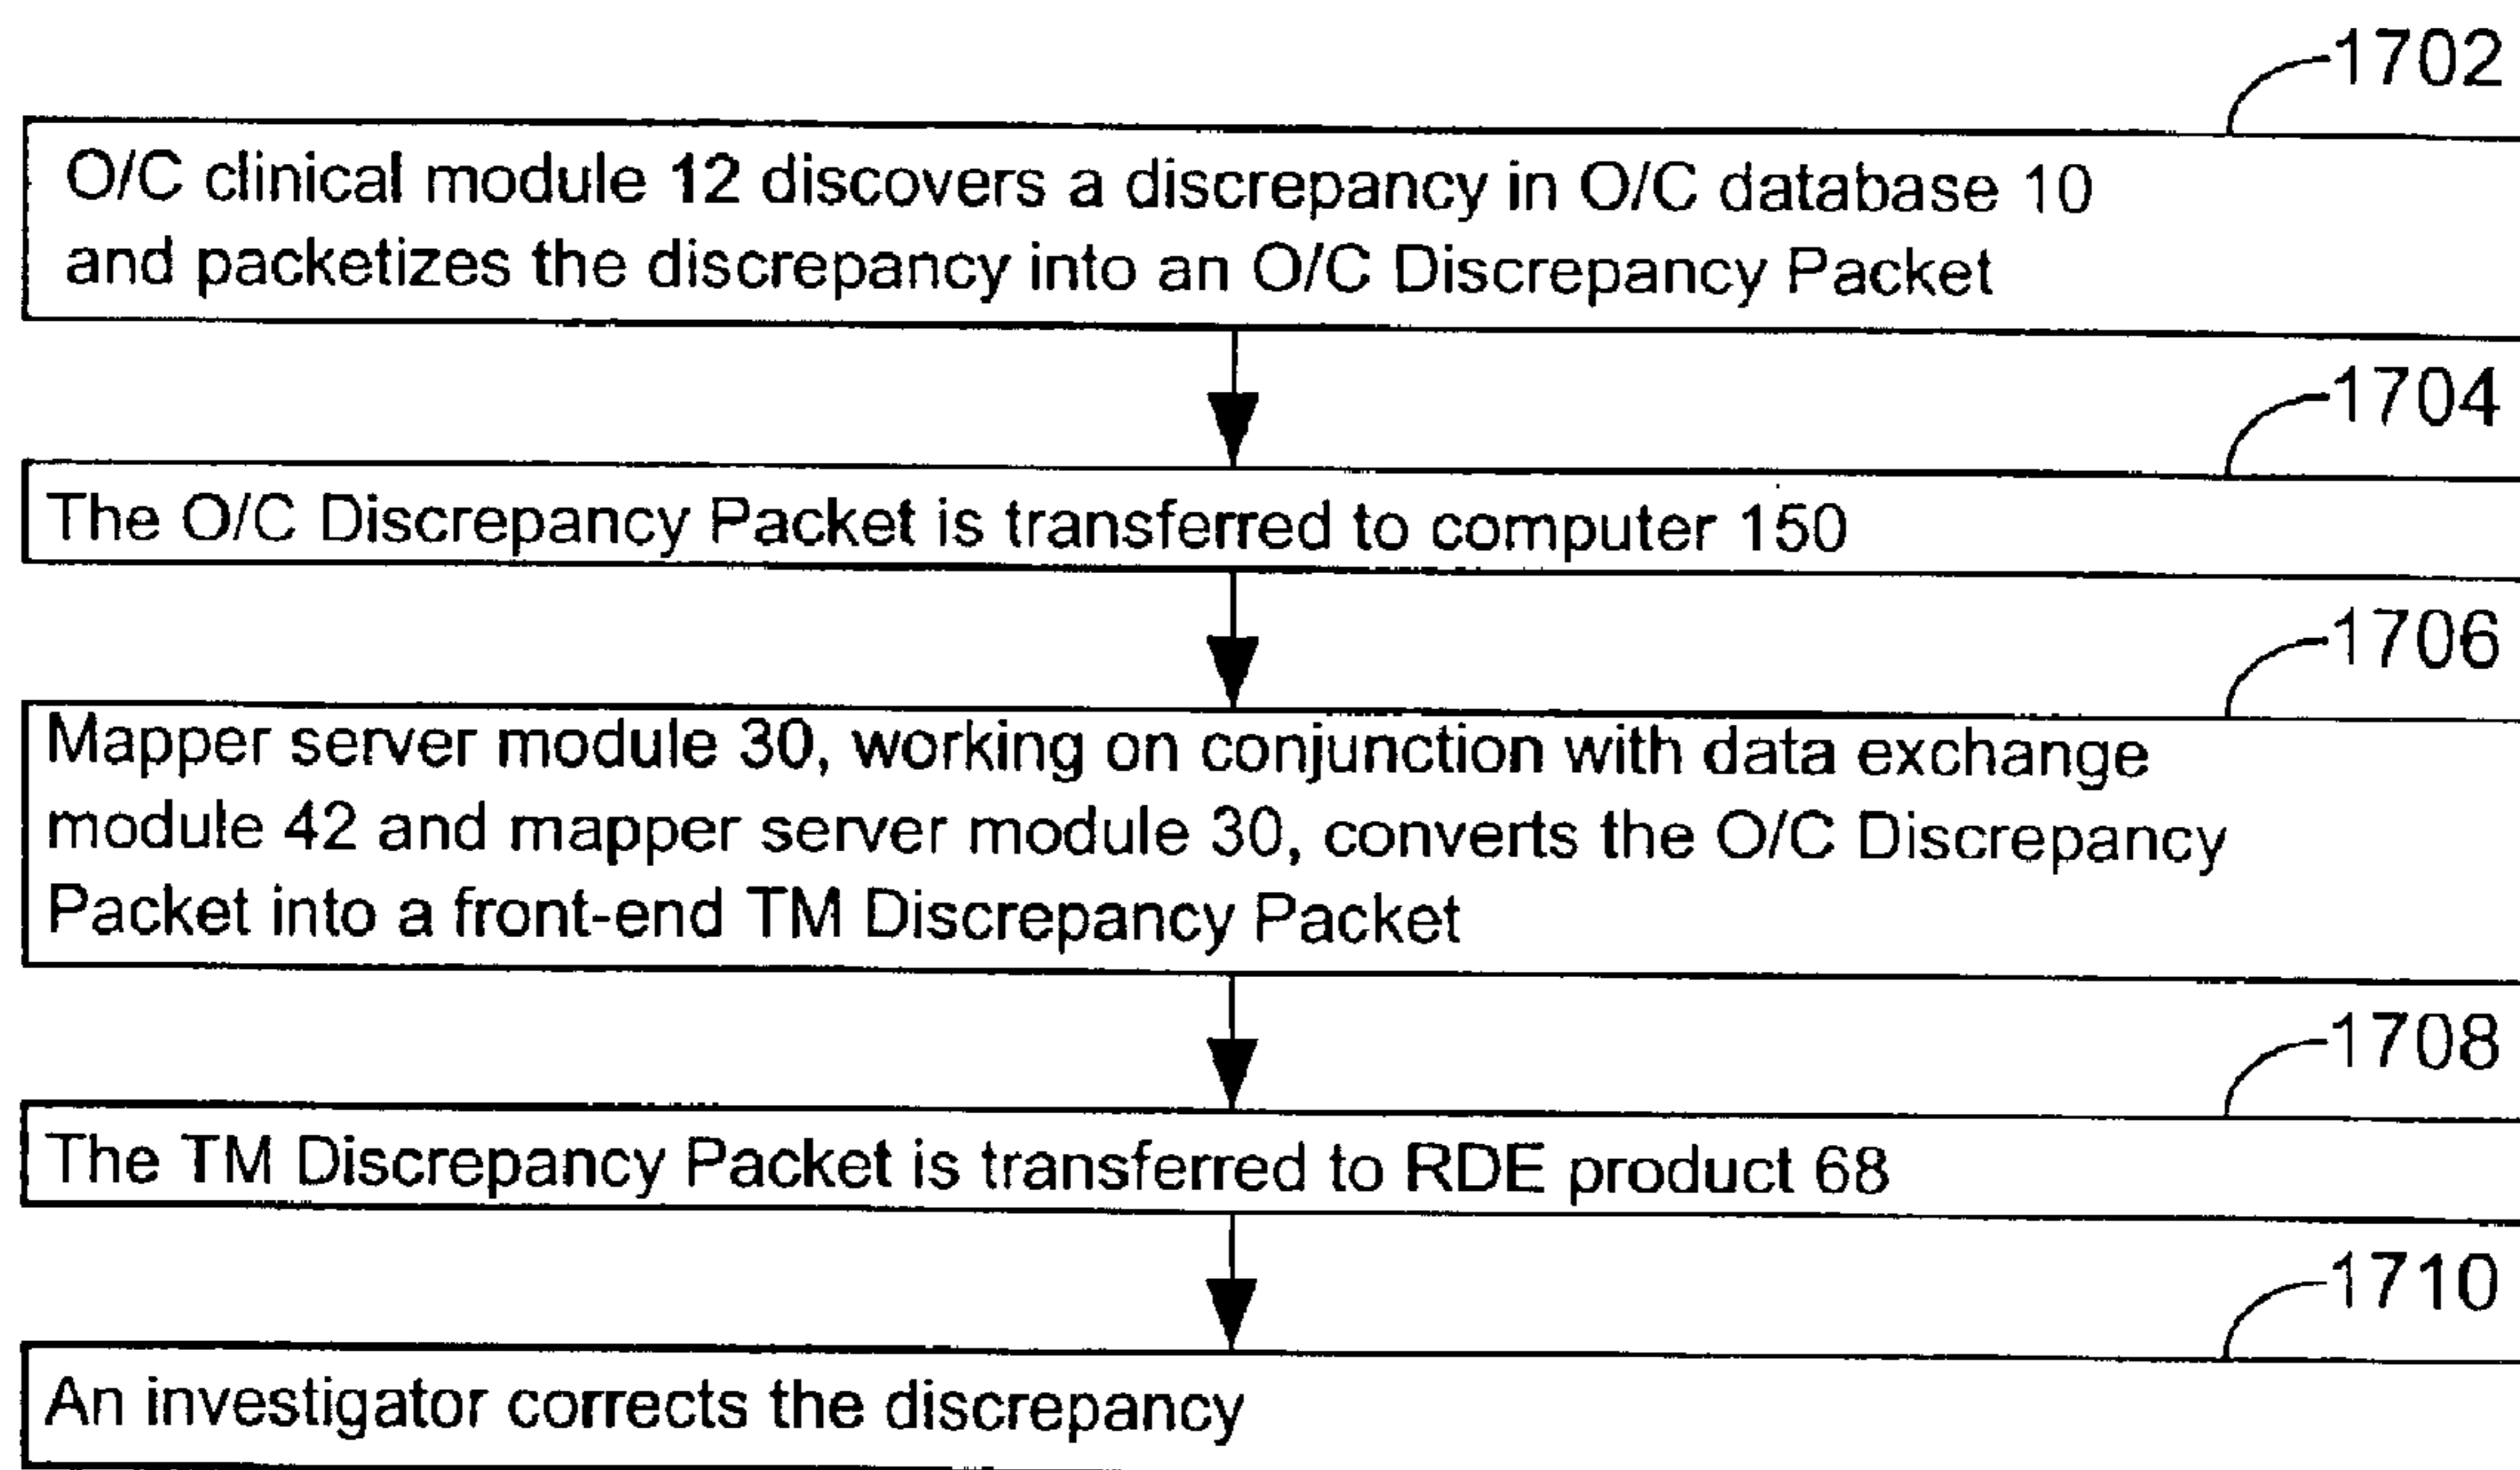 1702
O/C clinical module 12 discovers a discrepancy in O/C database 10
and packetizes the discrepancy into an O/C Discrepancy Packet
1704
The O/C Discrepancy Packet is transferred to computer 150
1706
Mapper server module 30, working on conjunction with data exchange
module 42 and mapper server module 30, converts the O/C Discrepancy
Packet into a front-end TM Discrepancy Packet
1708
The TM Discrepancy Packet is transferred to RDE product 68
1710
An investigator corrects the discrepancy